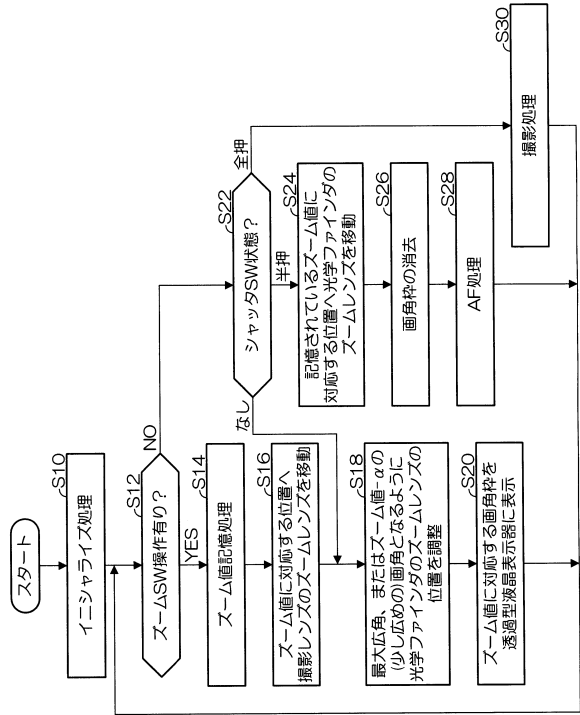 スタート
S10
イニシャライズ処理
S12
ズームSW操作有り？
NO
YES
S14
ズーム値記憶処理
S16
ズーム値に対応する位置へ
撮影レンズのズームレンズを移動
S18
最大広角、またはズーム値-αの
(少し広めの)画角となるように
光学ファインダのズームレンズの
位置を調整
S20
ズーム値に対応する画角枠を
透過型液晶表示器に表示
S22
シャッタSW状態？
なし
半押
全押
S24
記憶されているズーム値に
対応する位置へ光学ファインダの
ズームレンズを移動
S26
画角枠の消去
S28
AF処理
S30
撮影処理